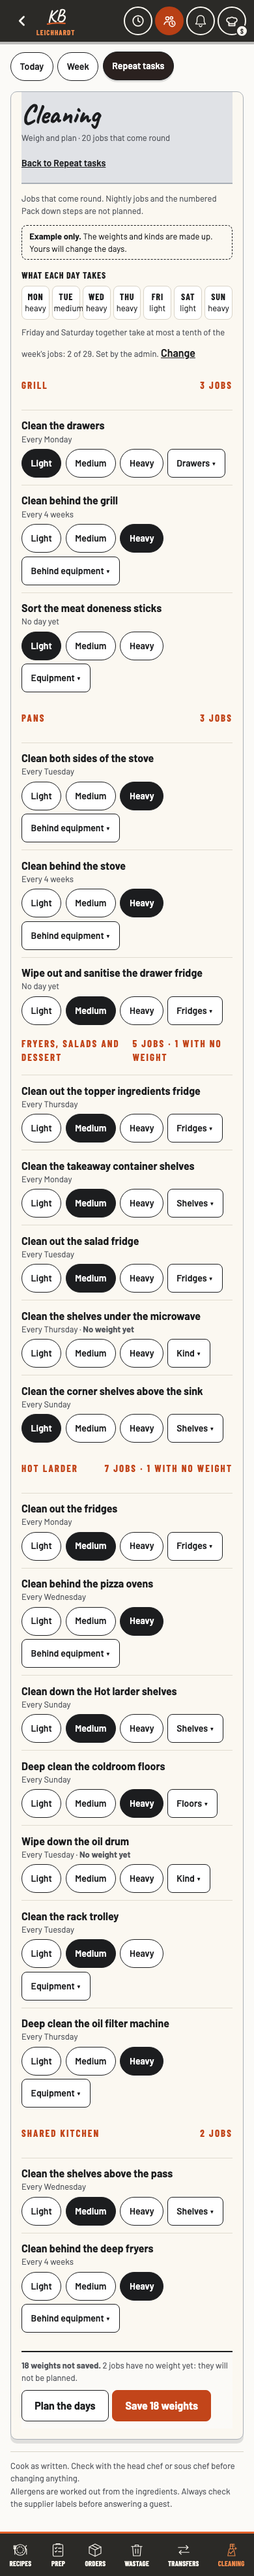 KB
LEICHHARDT
$
Today
Week
Repeat tasks
Cleaning
Weigh and plan · 20 jobs that come round
Back to Repeat tasks
Jobs that come round. Nightly jobs and the numbered
Pack down steps are not planned.
Example only. The weights and kinds are made up.
Yours will change the days.
WHAT EACH DAY TAKES
MON TUE WED THU FRI SAT SUN
heavy medium heavy heavy light light heavy
Friday and Saturday together take at most a tenth of the
week's jobs: 2 of 29. Set by the admin. Change
GRILL 3 JOBS
Clean the drawers
Every Monday
Light Medium Heavy Drawers ▾
Clean behind the grill
Every 4 weeks
Light Medium Heavy
Behind equipment ▾
Sort the meat doneness sticks
No day yet
Light Medium Heavy
Equipment ▾
PANS 3 JOBS
Clean both sides of the stove
Every Tuesday
Light Medium Heavy
Behind equipment ▾
Clean behind the stove
Every 4 weeks
Light Medium Heavy
Behind equipment ▾
Wipe out and sanitise the drawer fridge
No day yet
Light Medium Heavy Fridges ▾
FRYERS, SALADS AND 5 JOBS · 1 WITH NO
DESSERT WEIGHT
Clean out the topper ingredients fridge
Every Thursday
Light Medium Heavy Fridges ▾
Clean the takeaway container shelves
Every Monday
Light Medium Heavy Shelves ▾
Clean out the salad fridge
Every Tuesday
Light Medium Heavy Fridges ▾
Clean the shelves under the microwave
Every Thursday · No weight yet
Light Medium Heavy Kind ▾
Clean the corner shelves above the sink
Every Sunday
Light Medium Heavy Shelves ▾
HOT LARDER 7 JOBS · 1 WITH NO WEIGHT
Clean out the fridges
Every Monday
Light Medium Heavy Fridges ▾
Clean behind the pizza ovens
Every Wednesday
Light Medium Heavy
Behind equipment ▾
Clean down the Hot larder shelves
Every Sunday
Light Medium Heavy Shelves ▾
Deep clean the coldroom floors
Every Sunday
Light Medium Heavy Floors ▾
Wipe down the oil drum
Every Tuesday · No weight yet
Light Medium Heavy Kind ▾
Clean the rack trolley
Every Tuesday
Light Medium Heavy
Equipment ▾
Deep clean the oil filter machine
Every Thursday
Light Medium Heavy
Equipment ▾
SHARED KITCHEN 2 JOBS
Clean the shelves above the pass
Every Wednesday
Light Medium Heavy Shelves ▾
Clean behind the deep fryers
Every 4 weeks
Light Medium Heavy
Behind equipment ▾
18 weights not saved. 2 jobs have no weight yet: they will
not be planned.
Plan the days
Save 18 weights
Cook as written. Check with the head chef or sous chef before
changing anything.
Allergens are worked out from the ingredients. Always check
the supplier labels before answering a guest.
RECIPES PREP ORDERS WASTAGE TRANSFERS CLEANING